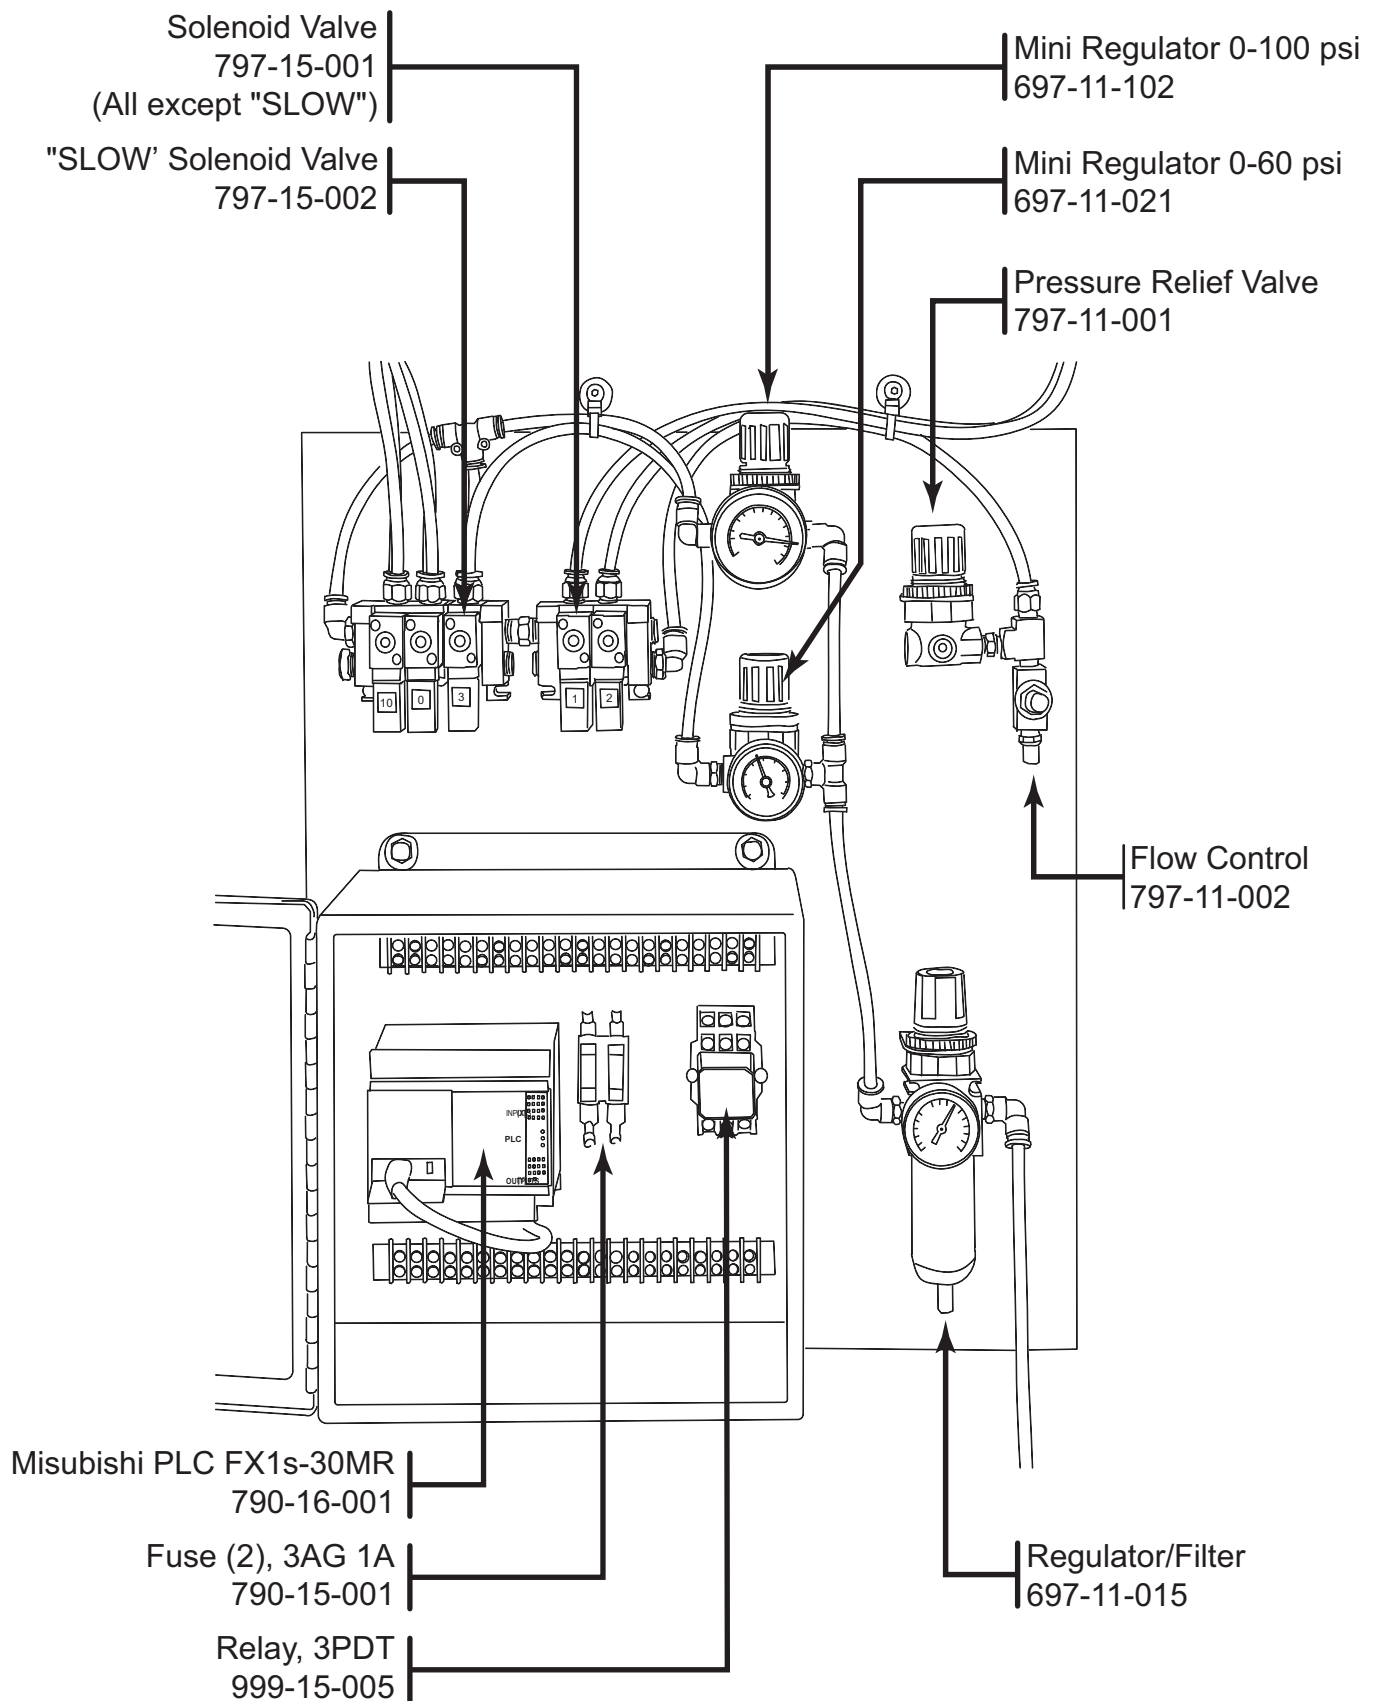 Solenoid Valve
797-15-001
(All except "SLOW")
"SLOW’ Solenoid Valve
797-15-002
Mini Regulator 0-100 psi
697-11-102
Mini Regulator 0-60 psi
697-11-021
Pressure Relief Valve
797-11-001
10
0
3
1
2
Flow Control
797-11-002
INPUT
PLC
OUTPUTS
Misubishi PLC FX1s-30MR
790-16-001
Fuse (2), 3AG 1A
790-15-001
Relay, 3PDT
999-15-005
Regulator/Filter
697-11-015